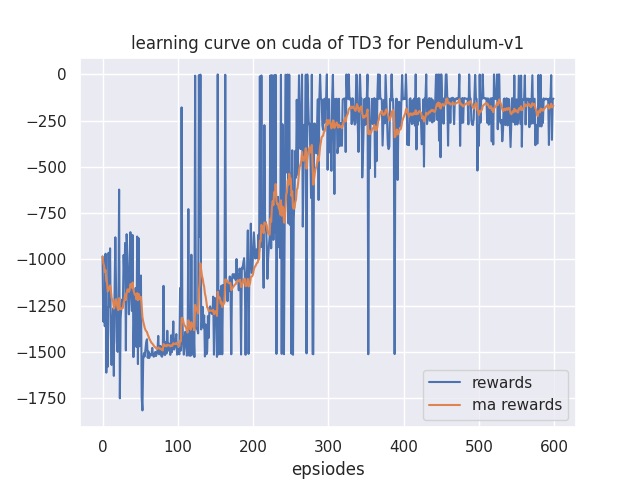 learning curve on cuda of TD3 for Pendulum-v1
0
−250
−500
−750
−1000
−1250
−1500
−1750
0 100 200 300 400 500 600
epsiodes
rewards
ma rewards